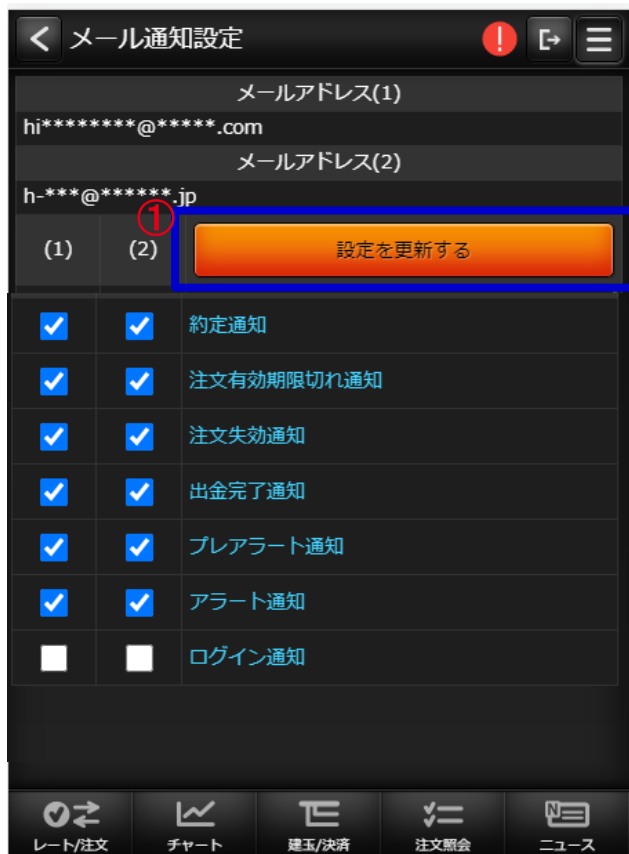 メール通知設定
メールアドレス(1)
hi********@*****.com
メールアドレス(2)
h-***@******.jp
①
(1) (2) 設定を更新する
約定通知
注文有効期限切れ通知
注文失効通知
出金完了通知
プレアラート通知
アラート通知
ログイン通知
レート/注文 チャート 建玉/決済 注文照会 ニュース